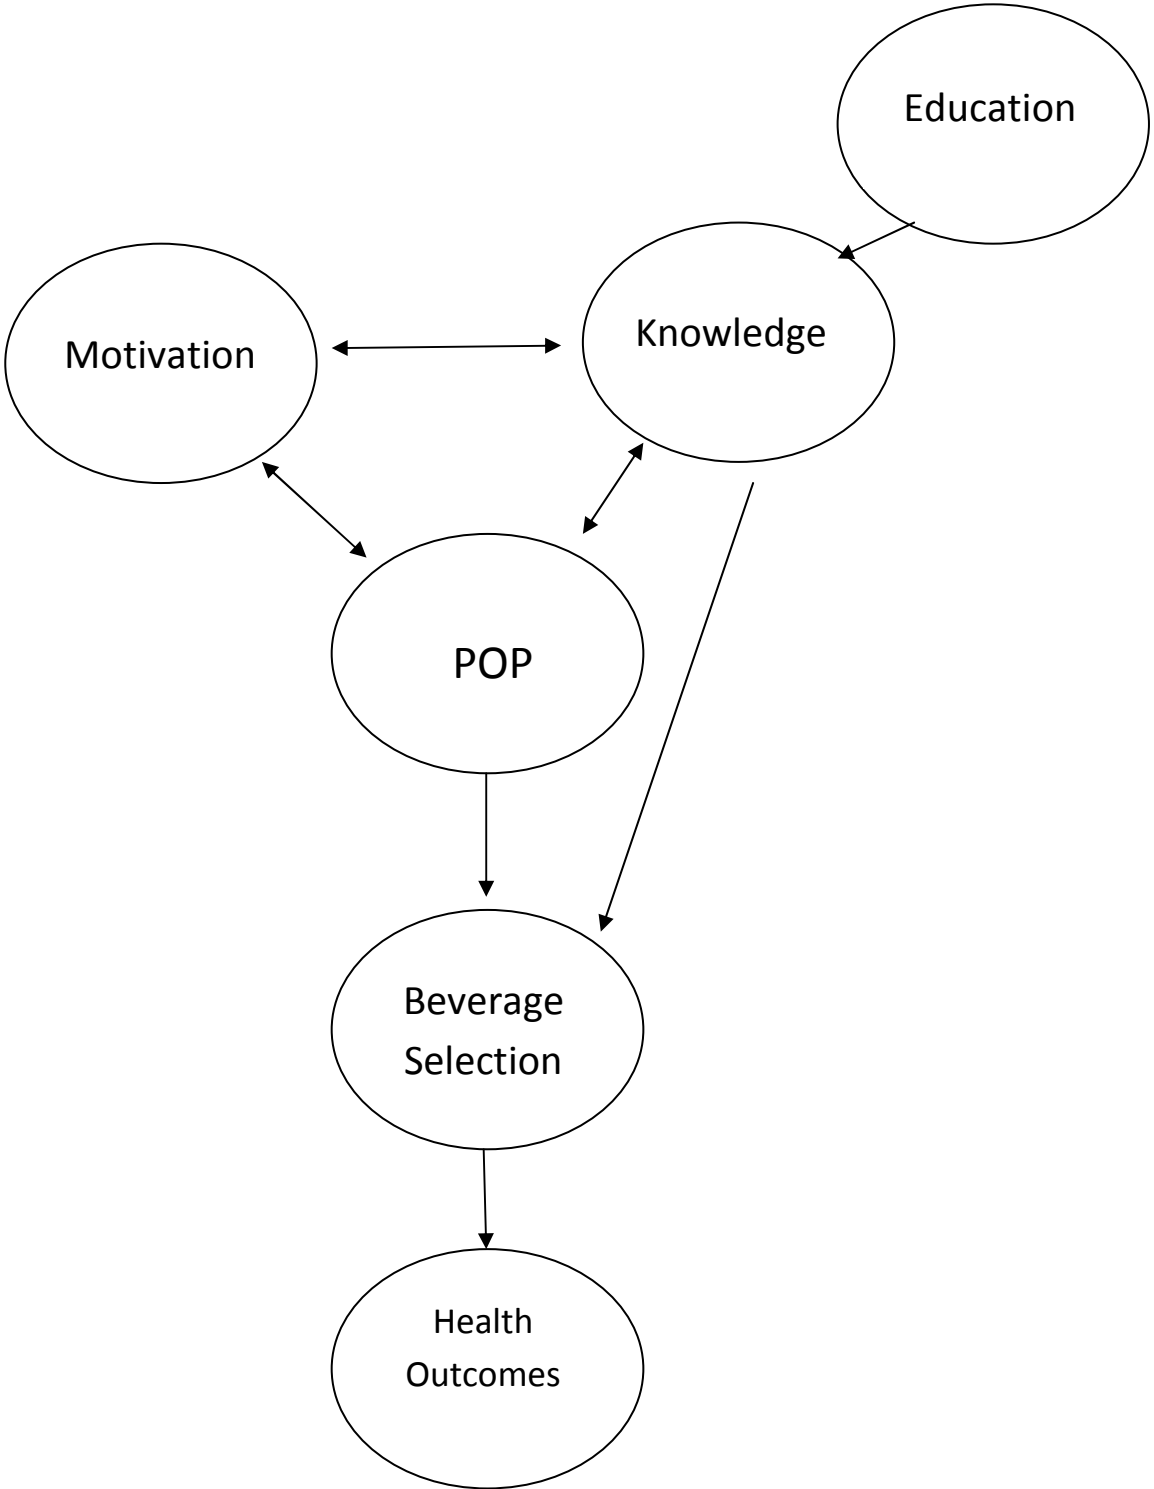 Education
Knowledge
Motivation
POP
Beverage
Selection
Health
Outcomes